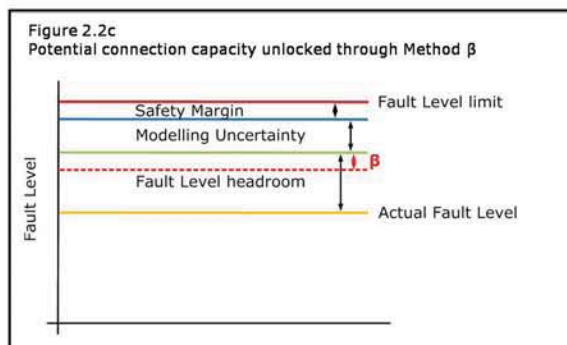 Figure 2.2c
Potential connection capacity unlocked through Method β
Fault Level limit
Safety Margin
Modelling Uncertainty
β
Fault Level headroom
Actual Fault Level
Fault Level